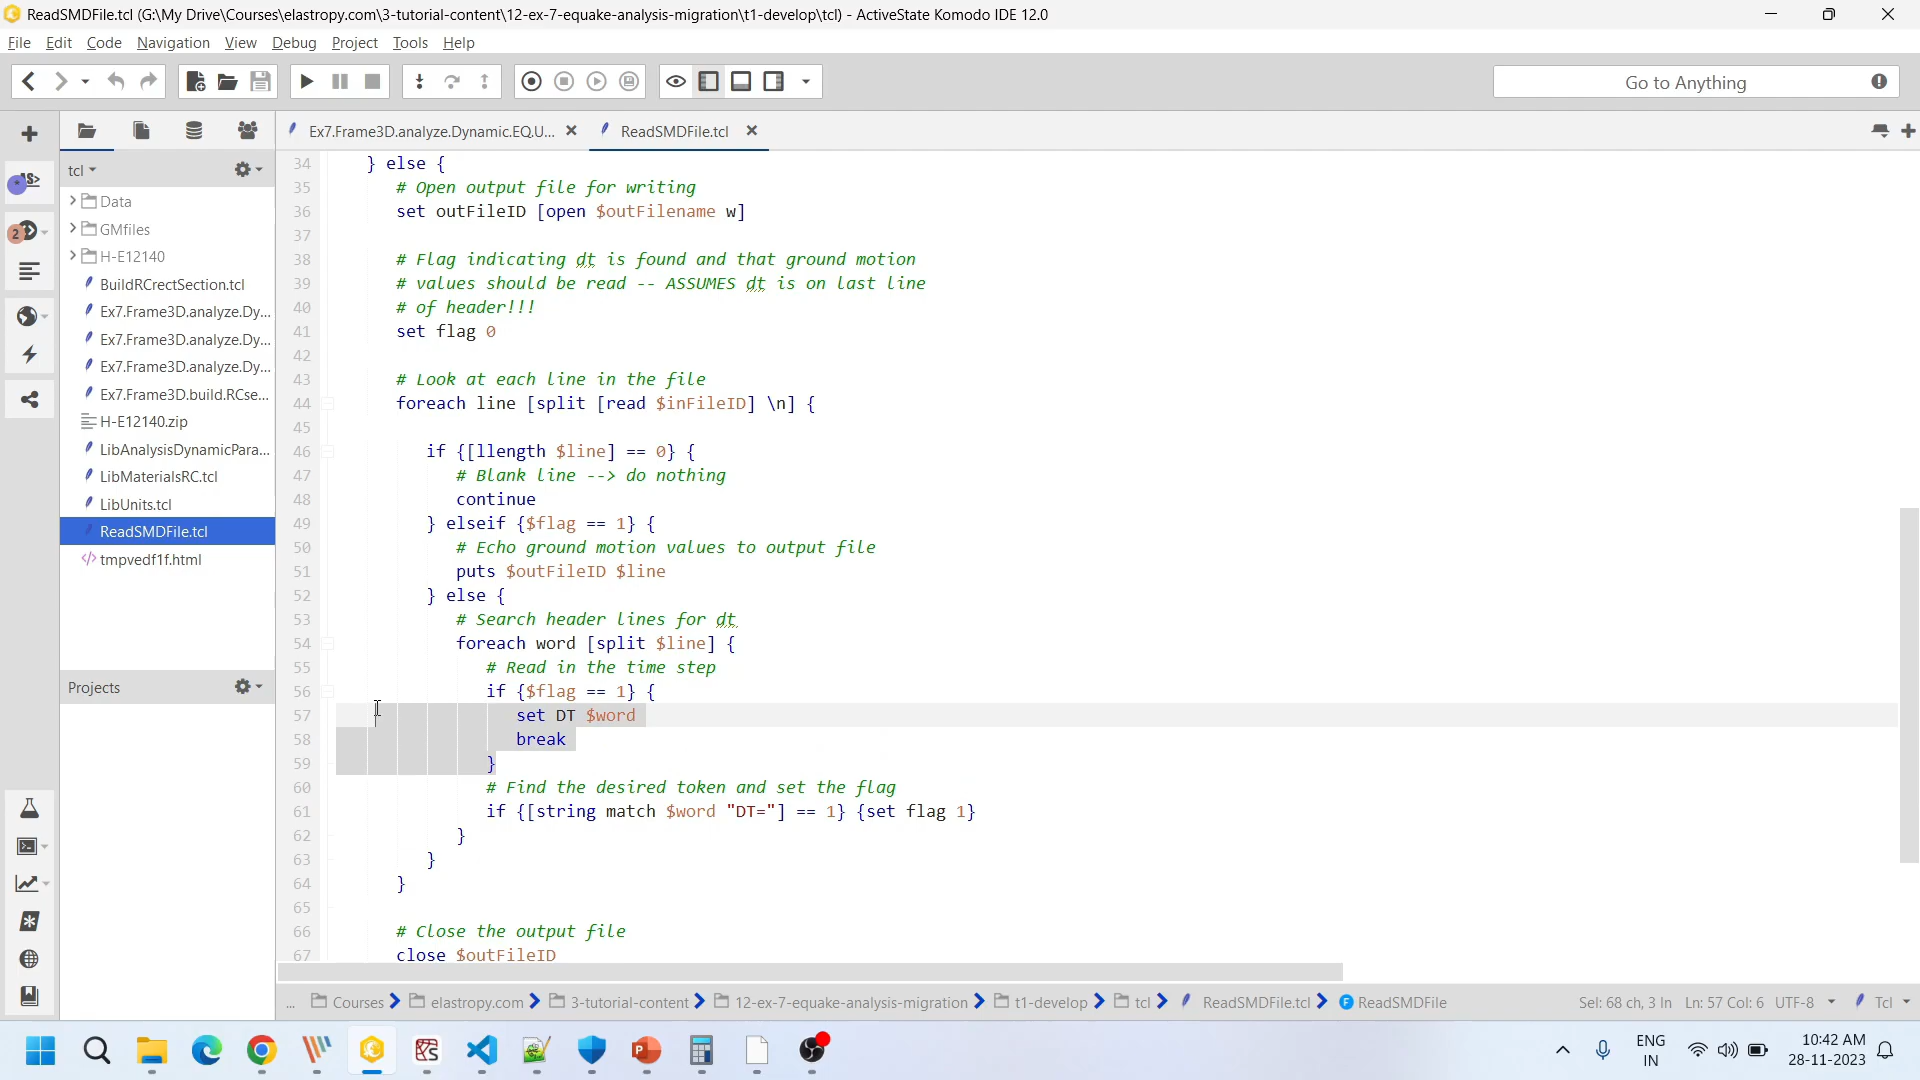 ReadSMDFile.tcl (G:\My Drive\Courses\elastropy.com\3-tutorial-content\12-ex-7-equake-analysis-migration\t1-develop\tcl) - ActiveState Komodo IDE 12.0
File Edit Code Navigation View Debug Project Tools Help
Go to Anything
Ex7.Frame3D.analyze.Dynamic.EQ.U... ReadSMDFile.tcl
tcl
Data
GMfiles
H-E12140
BuildRCrectSection.tcl
Ex7.Frame3D.analyze.Dy...
Ex7.Frame3D.analyze.Dy...
Ex7.Frame3D.analyze.Dy...
Ex7.Frame3D.build.RCse...
H-E12140.zip
LibAnalysisDynamicPara...
LibMaterialsRC.tcl
LibUnits.tcl
ReadSMDFile.tcl
tmpvedf1f.html
Projects
2
34 } else {
35 # Open output file for writing
36 set outFileID [open $outFilename w]
37
38 # Flag indicating dt is found and that ground motion
39 # values should be read -- ASSUMES dt is on last line
40 # of header!!!
41 set flag 0
42
43 # Look at each line in the file
44 foreach line [split [read $inFileID] \n] {
45
46 if {[llength $line] == 0} {
47 # Blank line --> do nothing
48 continue
49 } elseif {$flag == 1} {
50 # Echo ground motion values to output file
51 puts $outFileID $line
52 } else {
53 # Search header lines for dt
54 foreach word [split $line] {
55 # Read in the time step
56 if {$flag == 1} {
57 set DT $word
58 break
59 }
60 # Find the desired token and set the flag
61 if {[string match $word "DT="] == 1} {set flag 1}
62 }
63 }
64 }
65
66 # Close the output file
67 close $outFileID
... Courses elastropy.com 3-tutorial-content 12-ex-7-equake-analysis-migration t1-develop tcl ReadSMDFile.tcl ReadSMDFile
Sel: 68 ch, 3 ln Ln: 57 Col: 6 UTF-8 Tcl
ENG
IN
10:42 AM
28-11-2023